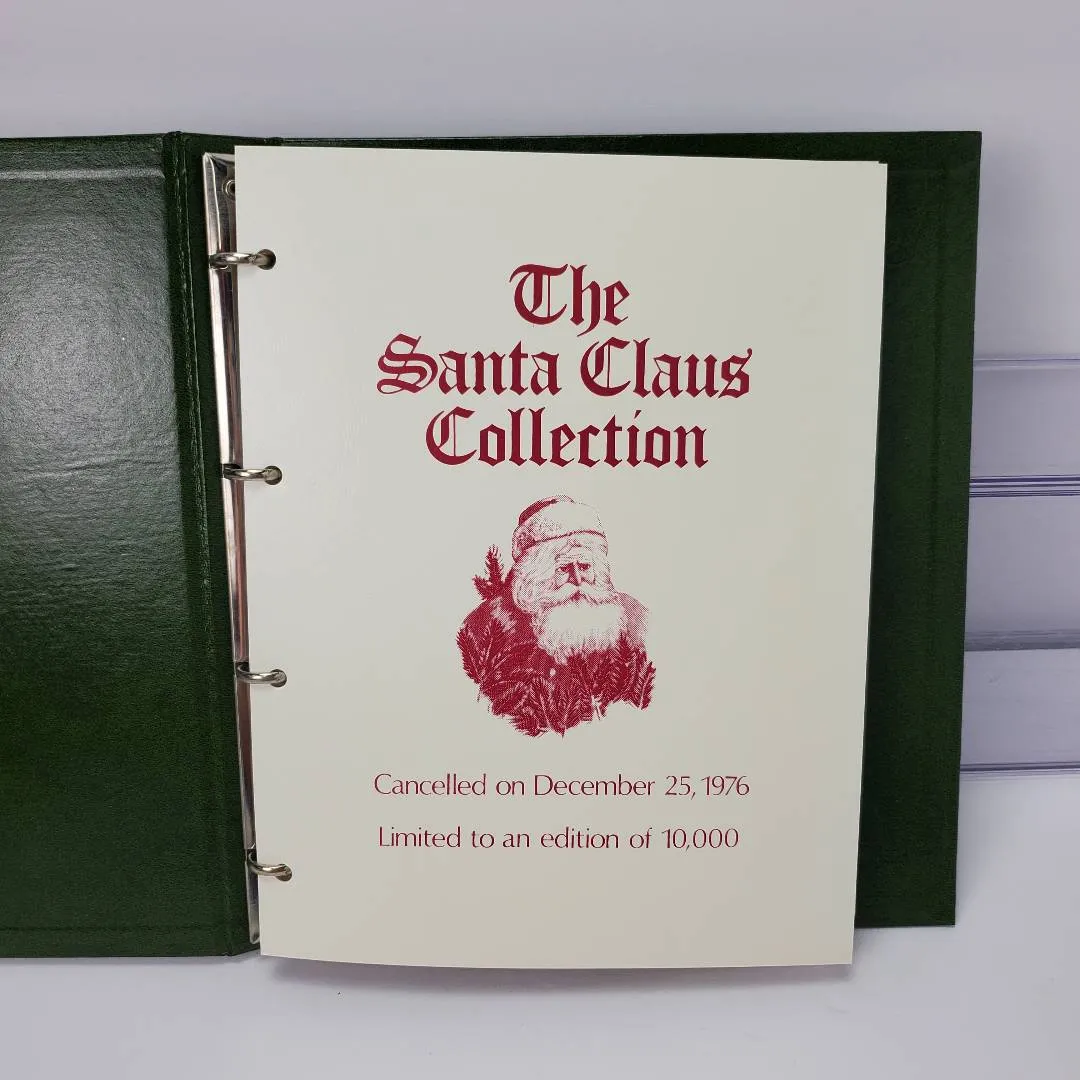 The
Santa Claus
Collection
Cancelled on December 25, 1976
Limited to an edition of 10,000